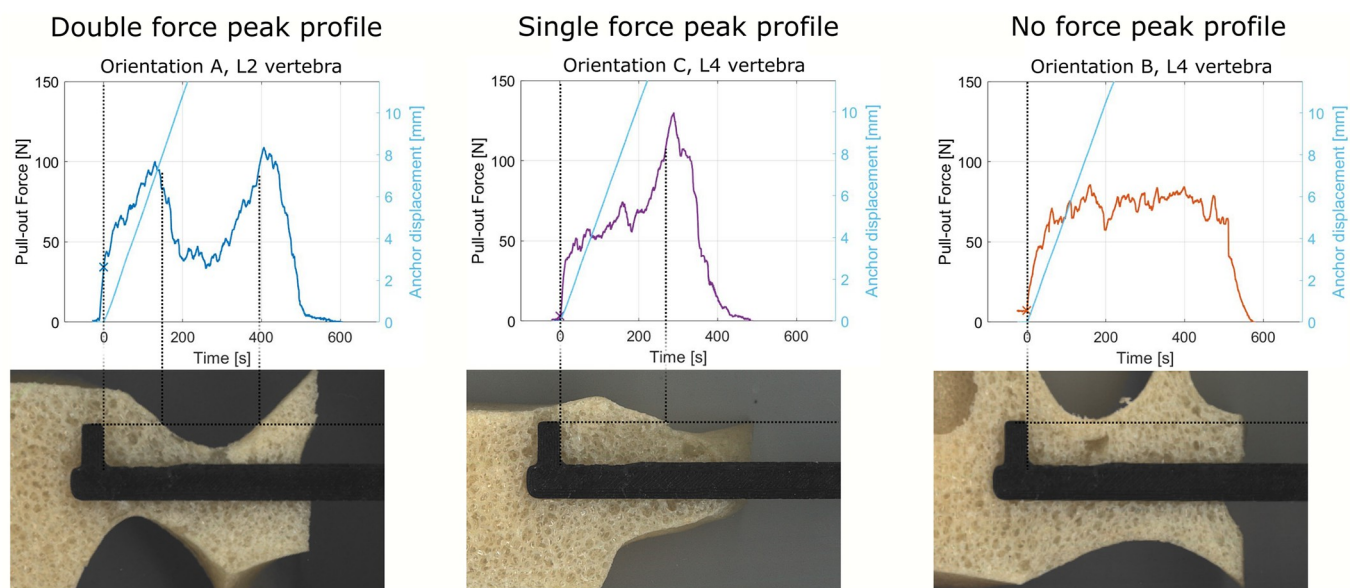 Double force peak profile
Orientation A, L2 vertebra
150
100
50
0
Pull-out Force [N]
10
8
6
4
2
0
Anchor displacement [mm]
0
200
400
600
Time [s]
Single force peak profile
Orientation C, L4 vertebra
150
100
50
0
Pull-out Force [N]
10
8
6
4
2
0
Anchor displacement [mm]
0
200
400
600
Time [s]
No force peak profile
Orientation B, L4 vertebra
150
100
50
0
Pull-out Force [N]
10
8
6
4
2
0
Anchor displacement [mm]
0
200
400
600
Time [s]